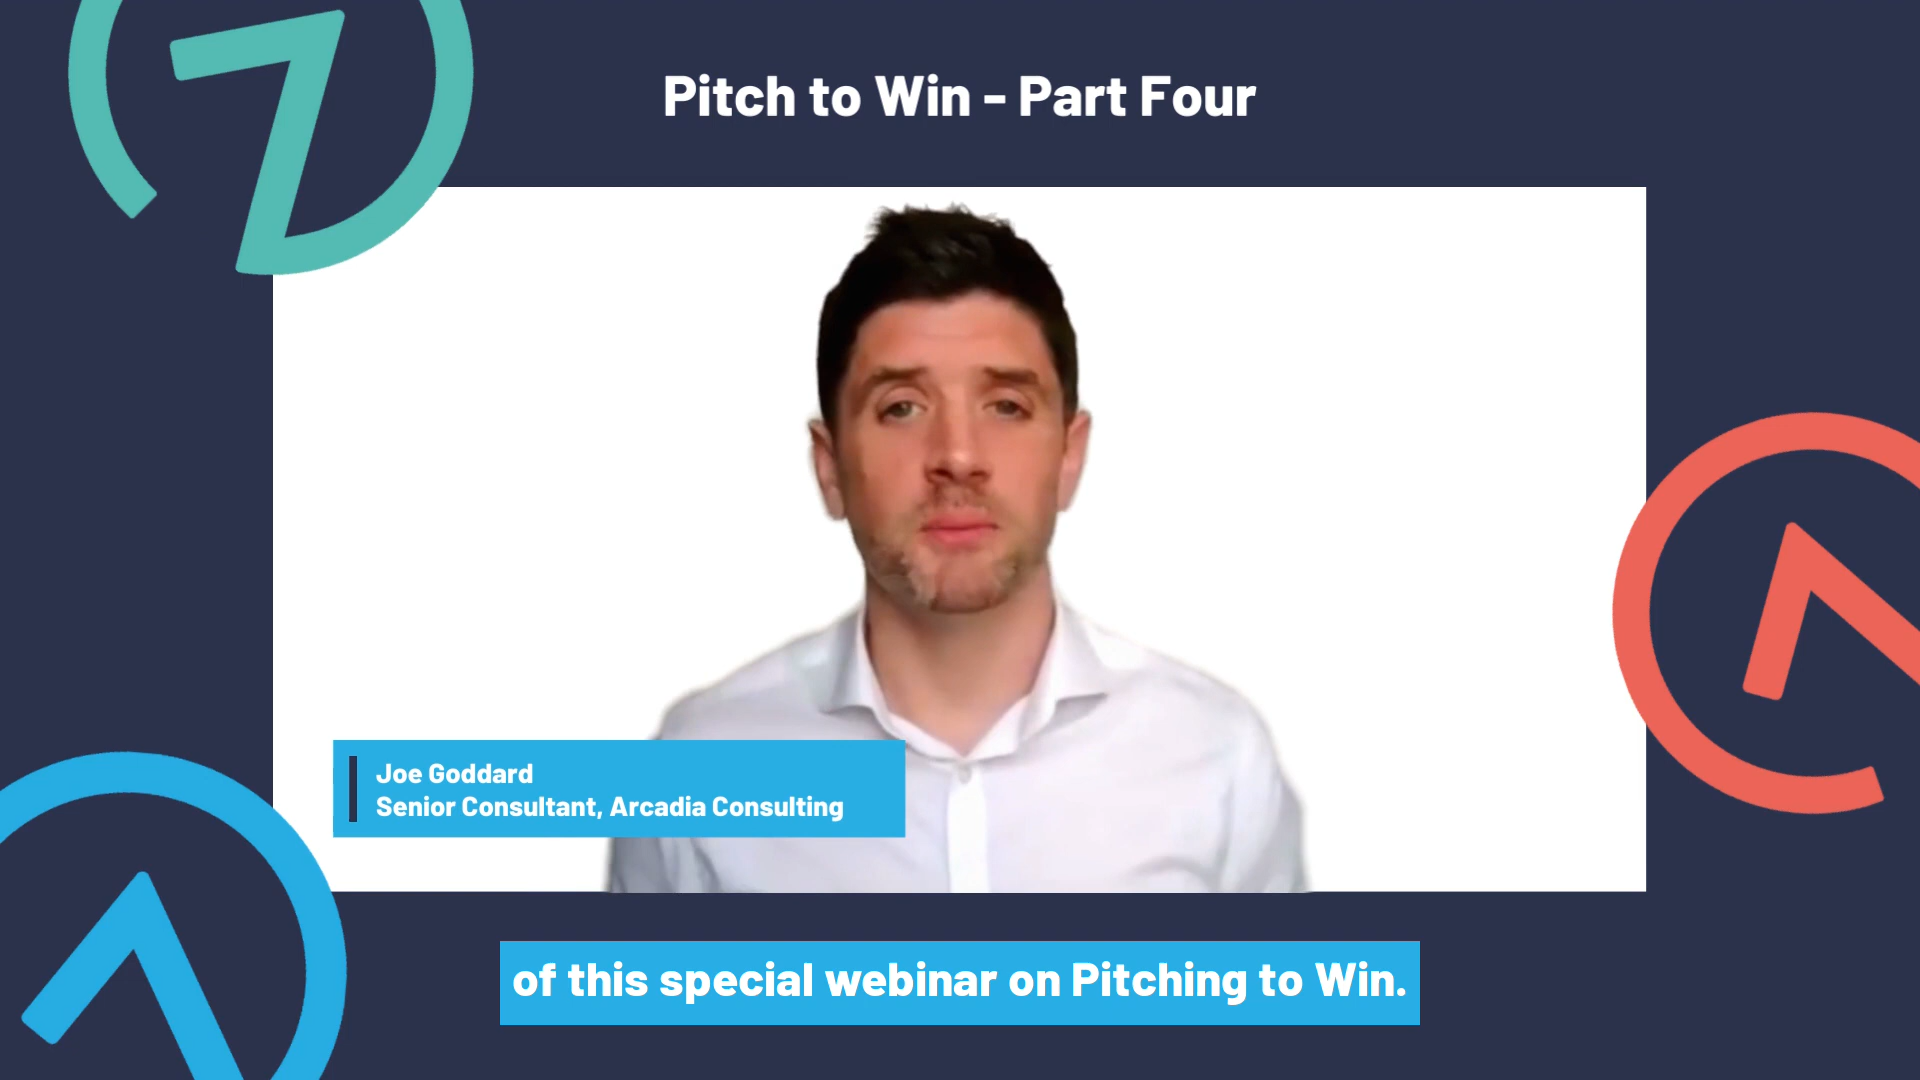 Pitch to Win - Part Four
Joe Goddard
Senior Consultant, Arcadia Consulting
of this special webinar on Pitching to Win.